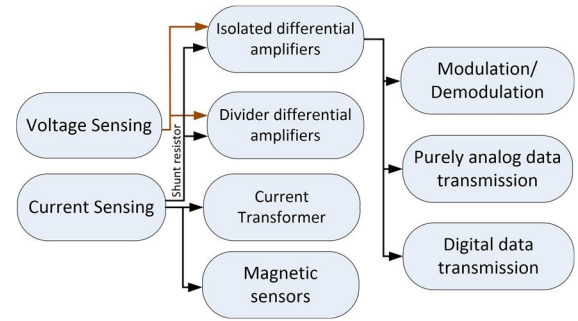 Isolated differential
amplifiers
Modulation/
Demodulation
Voltage Sensing
Divider differential
amplifiers
Shunt resistor
Purely analog data
transmission
Current Sensing
Current
Transformer
Digital data
transmission
Magnetic
sensors